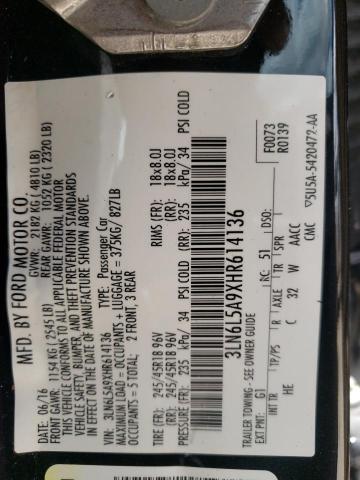 MFD. BY FORD MOTOR CO.
DATE: 06/16 GVWR: 2182 KG ( 4810 LB)
FRONT GAWR: 1154 KG ( 2545 LB) REAR GAWR: 1052 KG ( 2320 LB)
THIS VEHICLE CONFORMS TO ALL APPLICABLE FEDERAL MOTOR
VEHICLE SAFETY, BUMPER, AND THEFT PREVENTION STANDARDS
IN EFFECT ON THE DATE OF MANUFACTURE SHOWN ABOVE.
VIN: 3LN6L5A9XHR614136 TYPE: Passenger Car
MAXIMUM LOAD = OCCUPANTS + LUGGAGE = 375KG/ 827LB
OCCUPANTS = 5 TOTAL: 2 FRONT, 3 REAR
TIRE (FR): 245/45R18 96V RIMS (FR): 18x8.0J
(RR): 245/45R18 96V (RR): 18x8.0J
PRESSURE (FR): 235 kPa/ 34 PSI COLD (RR): 235 kPa/ 34 PSI COLD
3LN6L5A9XHR614136
F0073
R0139
TRAILER TOWING - SEE OWNER GUIDE
EXT PNT: G1 RC: 51 DSO:
INT TR TP/PS R AXLE TR SPR
HE C 32 W AACC
CMC
5U5A-5420472-AA